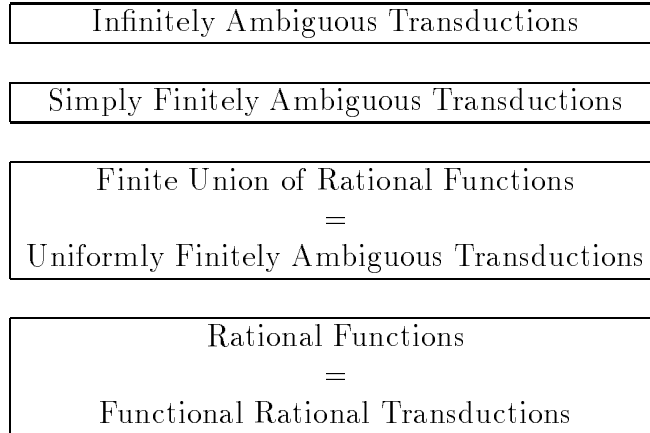 Infinitely Ambiguous Transductions
Simply Finitely Ambiguous Transductions
Finite Union of Rational Functions
=
Uniformly Finitely Ambiguous Transductions
Rational Functions
=
Functional Rational Transductions